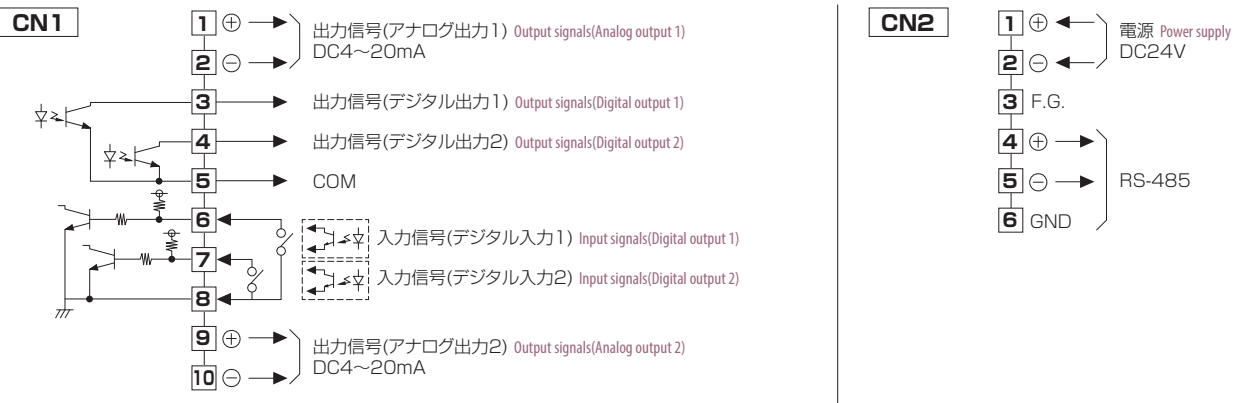 CN1
1 ⊕ 出力信号(アナログ出力1) Output signals(Analog output 1)
2 ⊖ DC4～20mA
3 出力信号(デジタル出力1) Output signals(Digital output 1)
4 出力信号(デジタル出力2) Output signals(Digital output 2)
5 COM
6 入力信号(デジタル入力1) Input signals(Digital output 1)
7 入力信号(デジタル入力2) Input signals(Digital output 2)
8
9 ⊕ 出力信号(アナログ出力2) Output signals(Analog output 2)
10 ⊖ DC4～20mA
CN2
1 ⊕ 電源 Power supply
2 ⊖ DC24V
3 F.G.
4 ⊕
5 ⊖ RS-485
6 GND